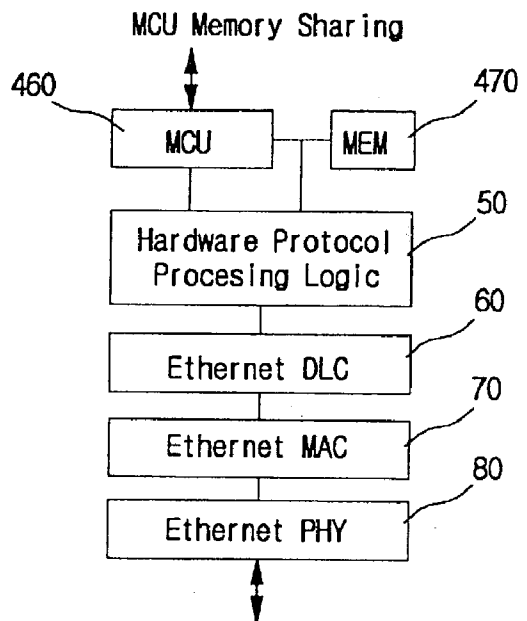 MCU Memory Sharing
460
470
MCU
MEM
50
Hardware Protocol
Procesing Logic
60
Ethernet DLC
70
Ethernet MAC
80
Ethernet PHY